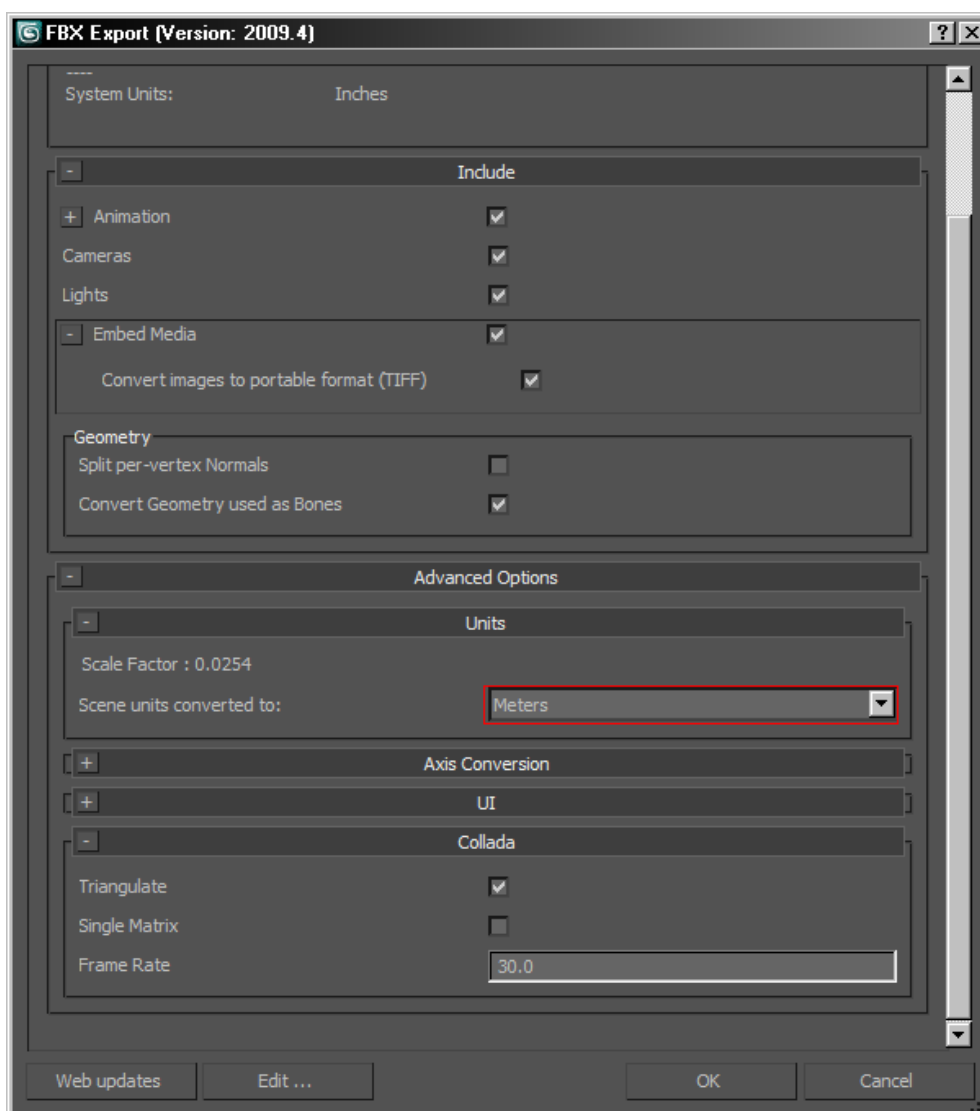 FBX Export (Version: 2009.4)
----
System Units: Inches
Include
Animation
Cameras
Lights
Embed Media
Convert images to portable format (TIFF)
Geometry
Split per-vertex Normals
Convert Geometry used as Bones
Advanced Options
Units
Scale Factor : 0.0254
Scene units converted to: Meters
Axis Conversion
UI
Collada
Triangulate
Single Matrix
Frame Rate 30.0
Web updates Edit ... OK Cancel